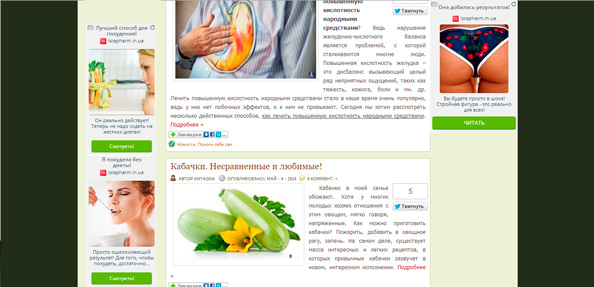 Лучший способ для похудения!
israpharm.in.ua
Он реально действует!
Теперь не надо сидеть на
жестких диетах!
Смотреть!
Я похудела без
диеты!
israpharm.in.ua
Просто ошеломляющий
результат! Для того, чтобы
похудеть, достаточно...
Смотреть!
повышенную
кислотность
народными
средствами? Ведь нарушение
желудочно-кислотного баланса
является проблемой, с которой
сталкиваются многие люди.
Повышенная кислотность желудка –
это дисбаланс вызывающий целый
ряд неприятных ощущений, таких как
тяжесть, изжога, боли и мн. др.
Лечить повышенную кислотность народными средствами стало в наше время очень популярно,
ведь у них нет побочных эффектов, и к ним не привыкают. Сегодня мы хотим рассмотреть
несколько действенных способов, как лечить повышенную кислотность народными средствами.
Подробнее »
Твитнуть
Закладки
Новости, Помоги себе сам
Кабачки. Несравненные и любимые!
АВТОР KNYAGNA ОПУБЛИКОВАНО: МАЙ - 4 - 2014 0 КОММЕНТ. »
Кабачки в моей семье
обожают. Хотя у многих
молодых хозяек отношения с
этим овощем, мягко говоря,
напряженные. Как можно приготовить
кабачки? Пожарить, добавить в овощное
рагу, запечь. На самом деле, существует
масса интересных и легких рецептов, в
которых привычные кабачки зазвучат в
новом, интересном исполнении. Подробнее
»
5
Твитнуть
Закладки
Она добилась результатов!
israpharm.in.ua
Вы будете просто в шоке!
Стройная фигура - это реально
для всех!
ЧИТАТЬ